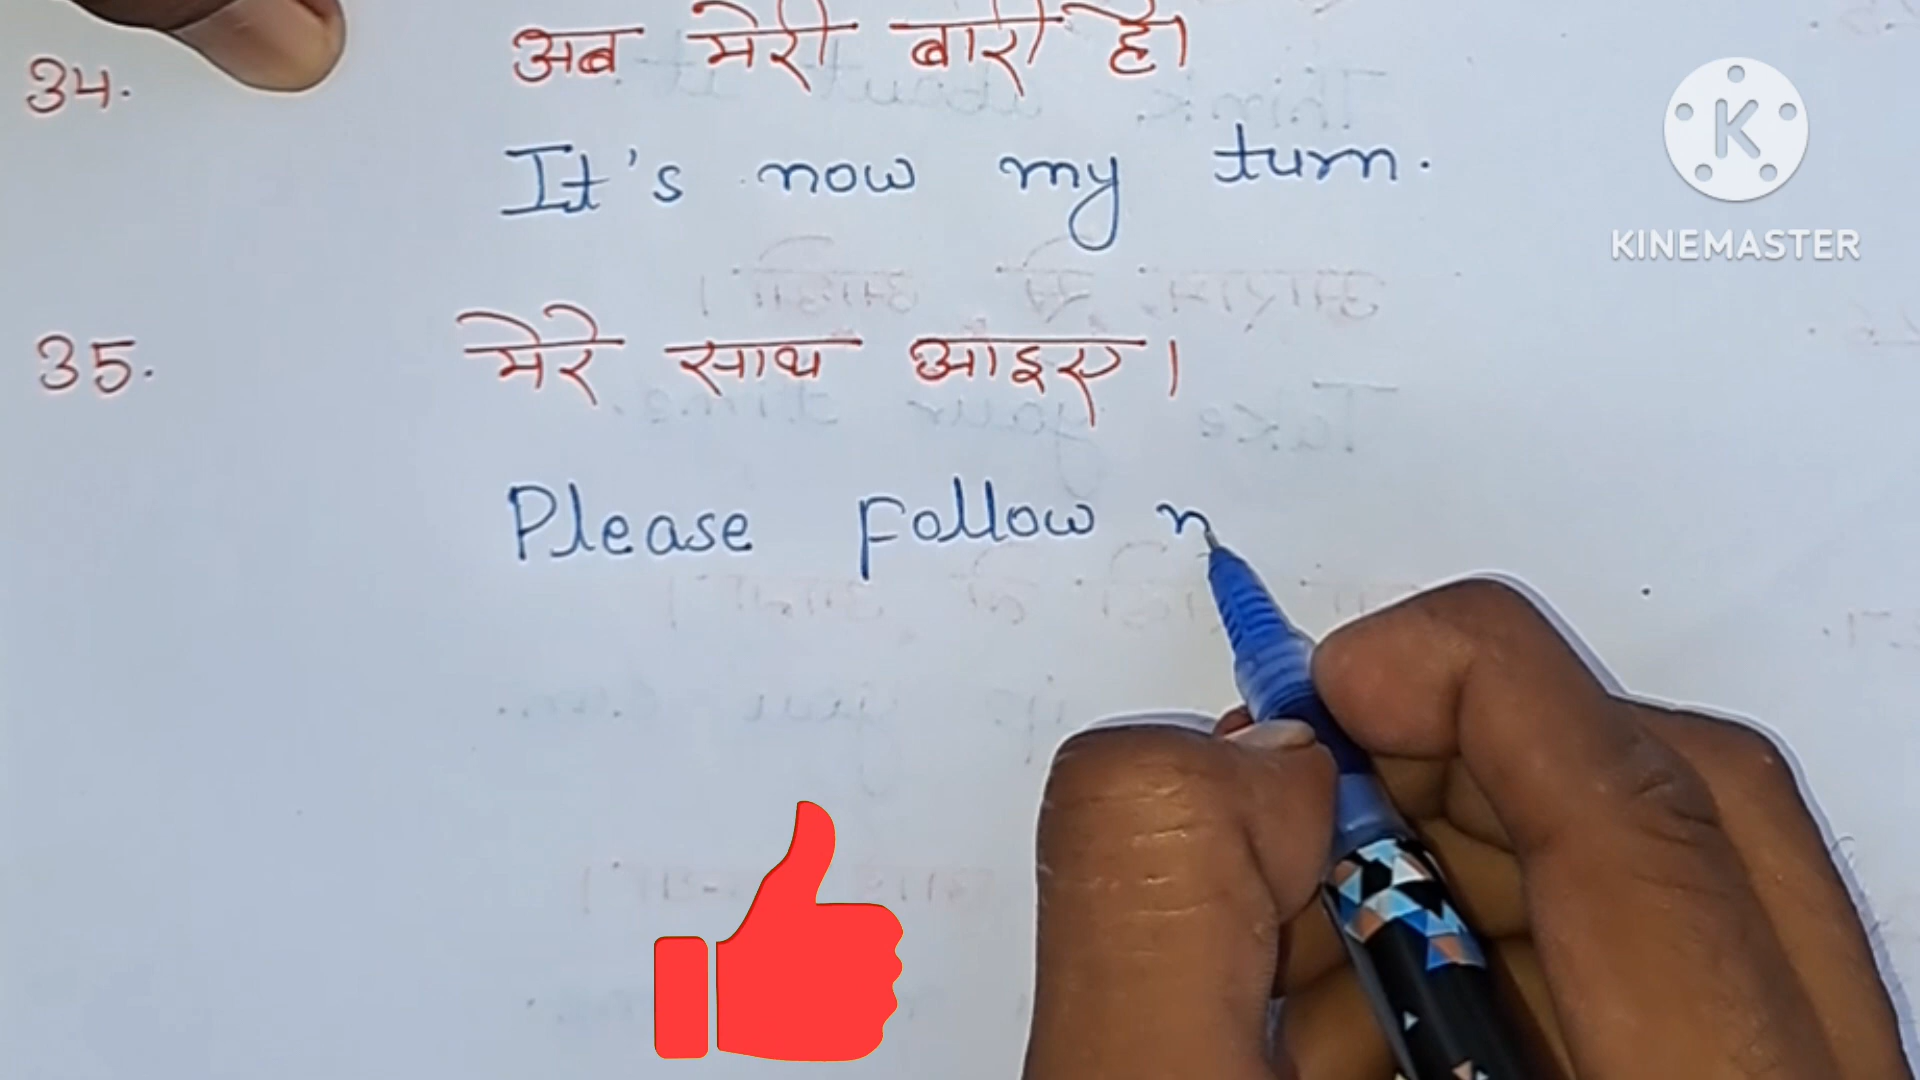 34. अब मेरी बारी है।
It's now my turn.
35. मेरे साथ आइए।
Please Follow m
K
KINEMASTER